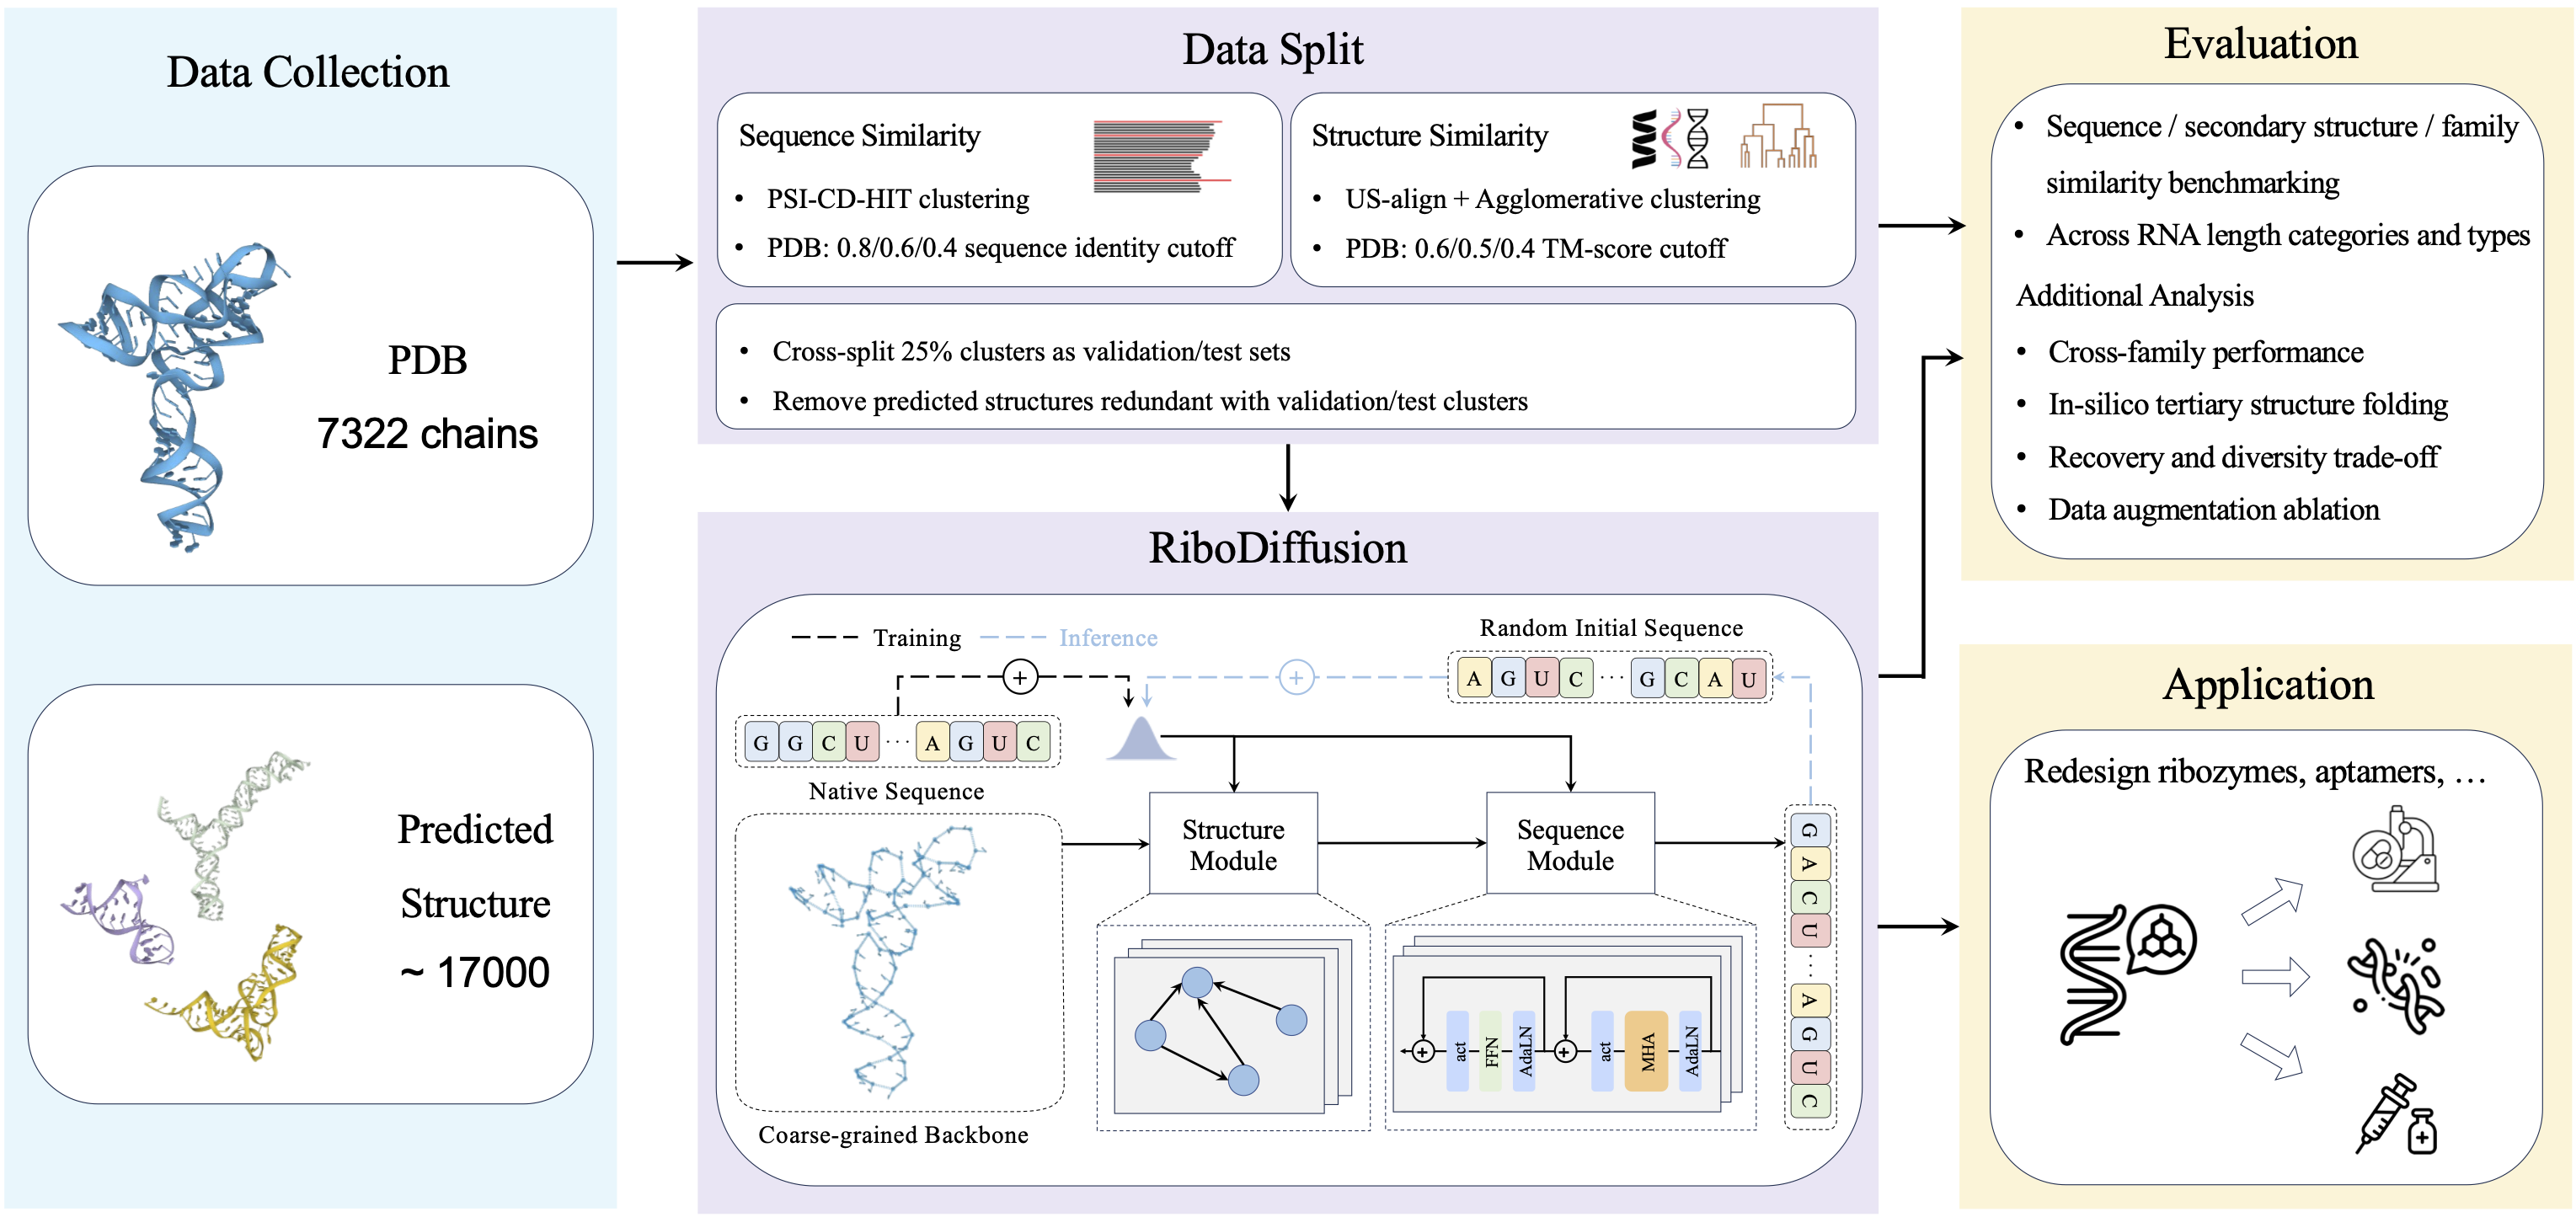 Data Collection
PDB
7322 chains
Predicted
Structure
~ 17000
Data Split
Sequence Similarity
• PSI-CD-HIT clustering
• PDB: 0.8/0.6/0.4 sequence identity cutoff
Structure Similarity
• US-align + Agglomerative clustering
• PDB: 0.6/0.5/0.4 TM-score cutoff
• Cross-split 25% clusters as validation/test sets
• Remove predicted structures redundant with validation/test clusters
RiboDiffusion
Training
Inference
Random Initial Sequence
A G U C ··· G C A U
+
+
G G C U ··· A G U C
Native Sequence
Structure
Module
Sequence
Module
G A C U ··· A G U C
Coarse-grained Backbone
+ act FFN AdaLN + act MHA AdaLN
Evaluation
• Sequence / secondary structure / family
similarity benchmarking
• Across RNA length categories and types
Additional Analysis
• Cross-family performance
• In-silico tertiary structure folding
• Recovery and diversity trade-off
• Data augmentation ablation
Application
Redesign ribozymes, aptamers, …